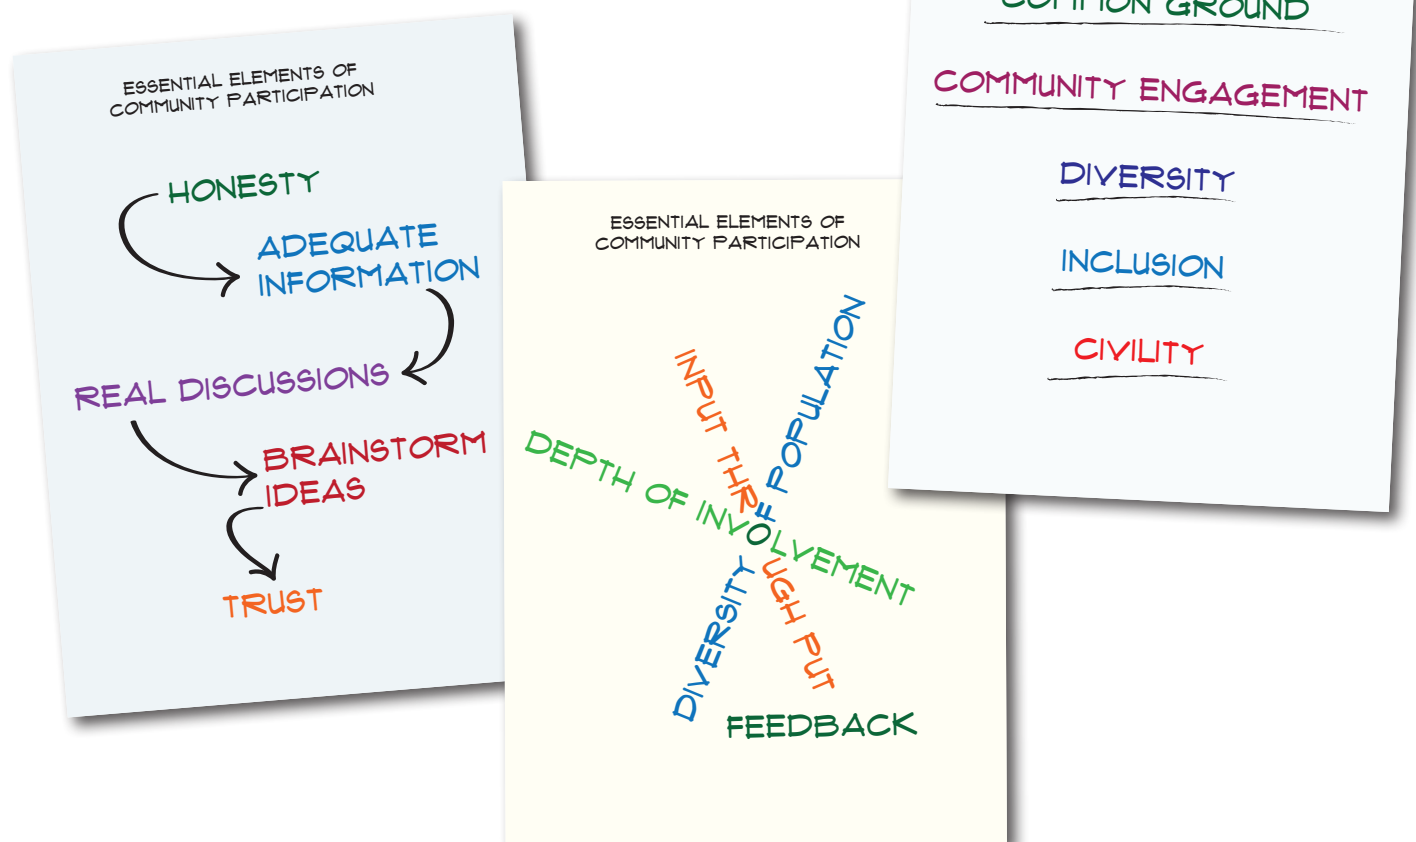 ESSENTIAL ELEMENTS OF
COMMUNITY PARTICIPATION
HONESTY
ADEQUATE
INFORMATION
REAL DISCUSSIONS
BRAINSTORM
IDEAS
TRUST
ESSENTIAL ELEMENTS OF
COMMUNITY PARTICIPATION
INPUT THROUGH PUT
DIVERSITY OF POPULATION
DEPTH OF INVOLVEMENT
FEEDBACK
COMMON GROUND
COMMUNITY ENGAGEMENT
DIVERSITY
INCLUSION
CIVILITY